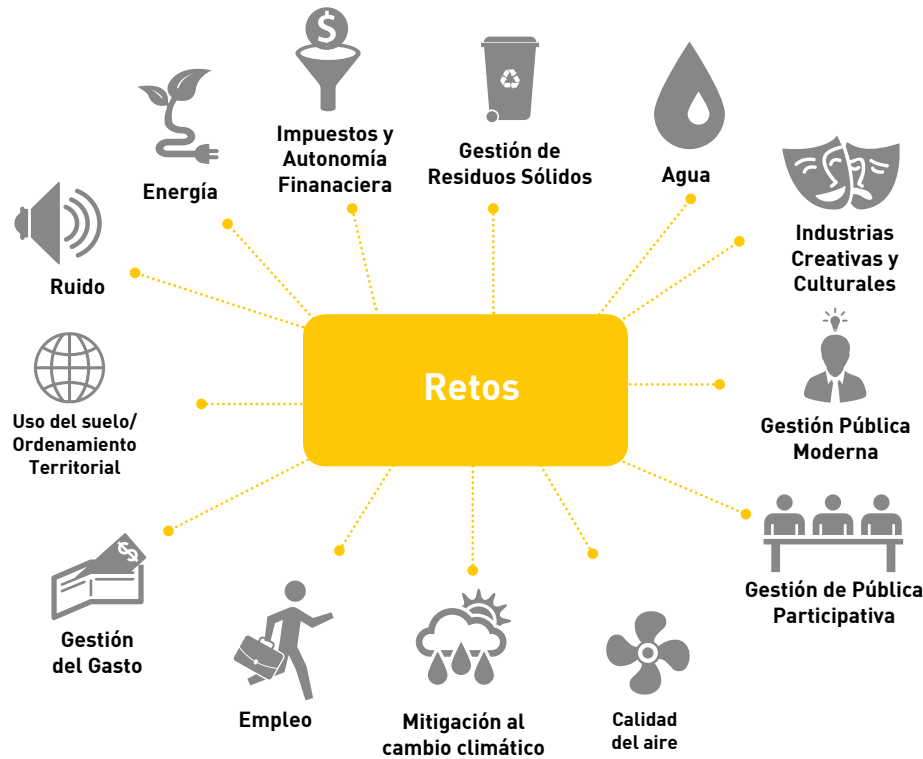 Impuestos y
Autonomía
Finanaciera
Gestión de
Residuos Sólidos
Agua
Energía
Industrias
Creativas y
Culturales
Ruido
Retos
Uso del suelo/
Ordenamiento
Territorial
Gestión Pública
Moderna
Gestión de Pública
Participativa
Gestión
del Gasto
Empleo
Mitigación al
cambio climático
Calidad
del aire
$
$